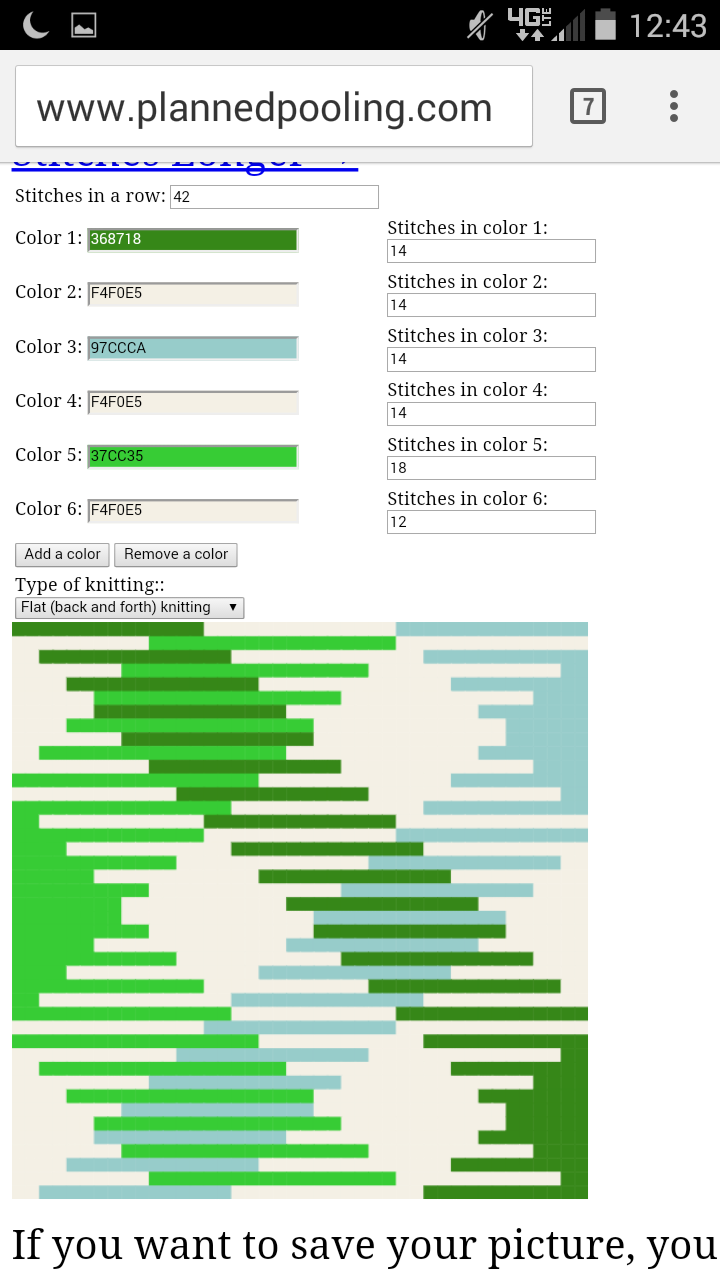 4G LTE 12:43
www.plannedpooling.com 7
Stitches Longer -->
Stitches in a row: 42
Color 1: 368718
Stitches in color 1:
14
Color 2: F4F0E5
Stitches in color 2:
14
Color 3: 97CCCA
Stitches in color 3:
14
Color 4: F4F0E5
Stitches in color 4:
14
Color 5: 37CC35
Stitches in color 5:
18
Color 6: F4F0E5
Stitches in color 6:
12
Add a color Remove a color
Type of knitting::
Flat (back and forth) knitting
If you want to save your picture, you